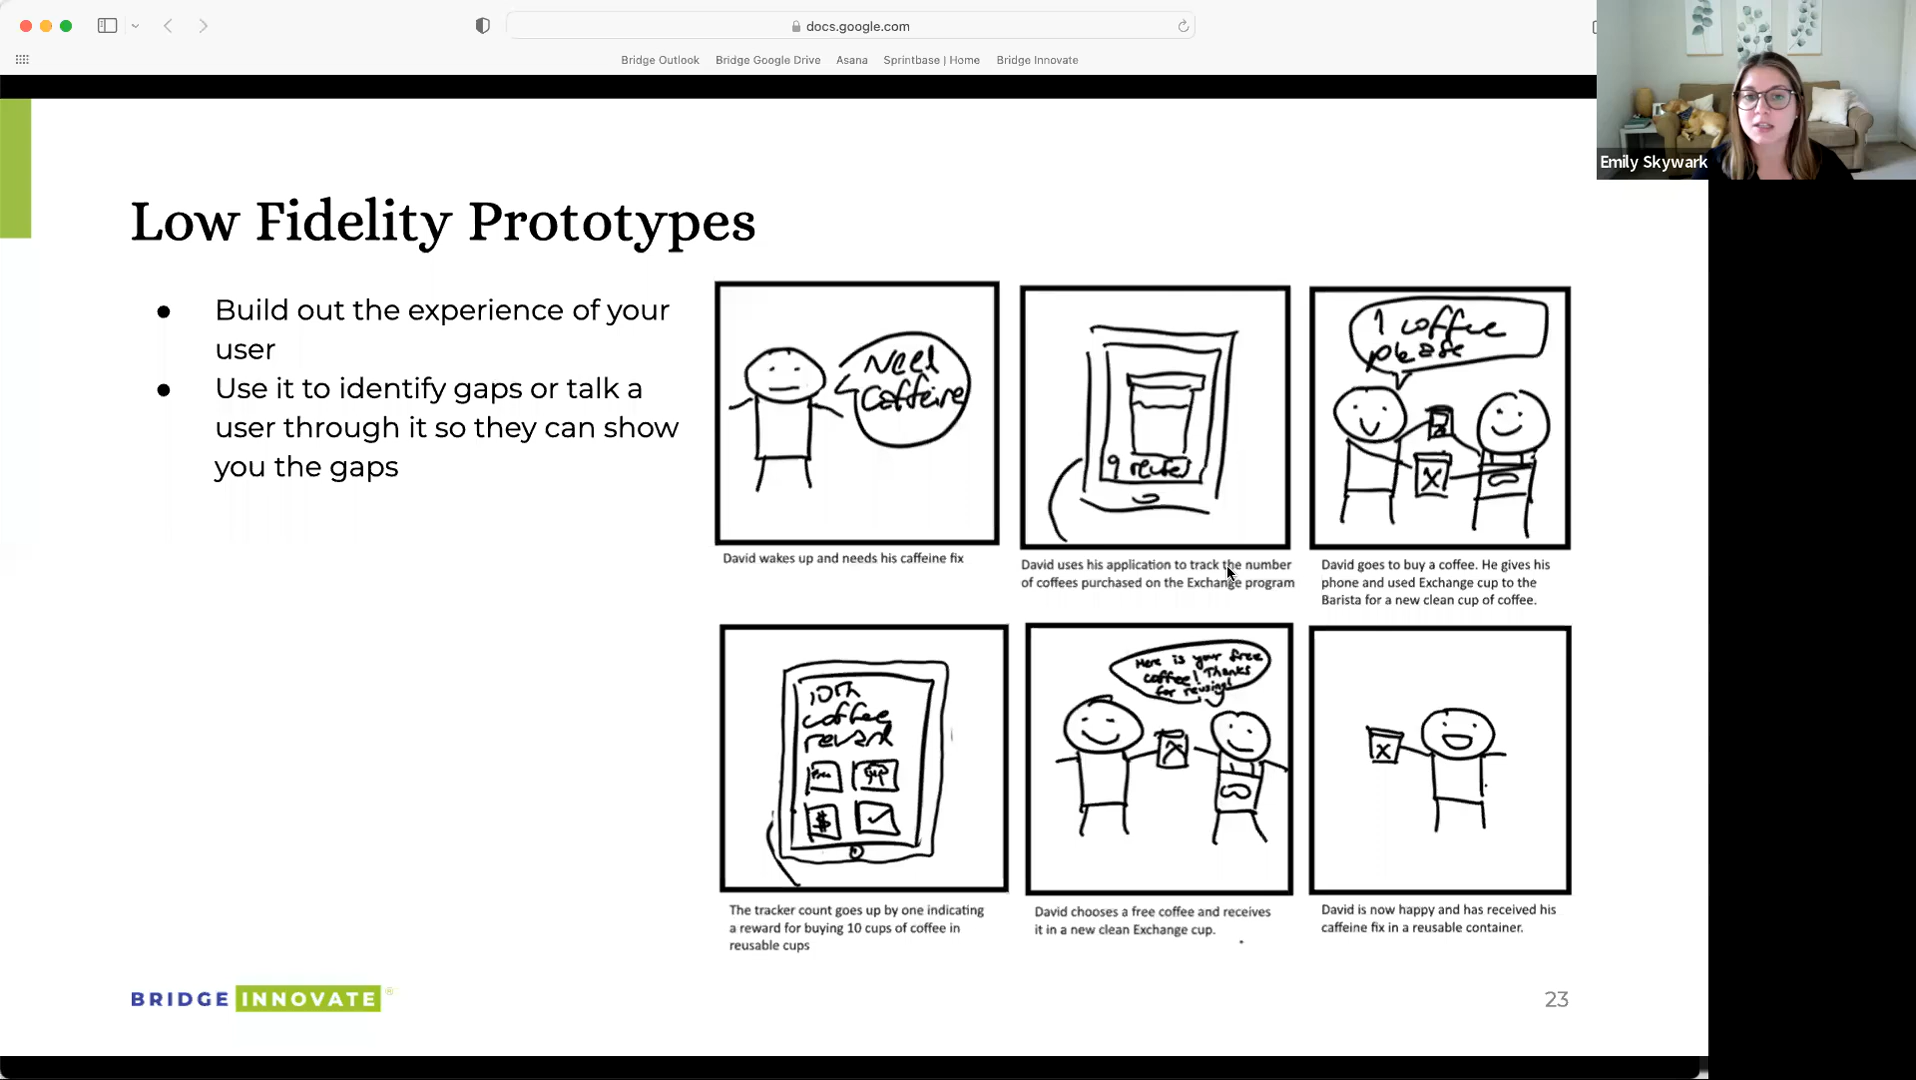 docs.google.com
Bridge Outlook Bridge Google Drive Asana Sprintbase | Home Bridge Innovate
Emily Skywark
Low Fidelity Prototypes
● Build out the experience of your
user
● Use it to identify gaps or talk a
user through it so they can show
you the gaps
Need
Caffeine
David wakes up and needs his caffeine fix
David uses his application to track the number
of coffees purchased on the Exchange program
1 coffee
please
David goes to buy a coffee. He gives his
phone and used Exchange cup to the
Barista for a new clean cup of coffee.
10th
coffee
reward
$
The tracker count goes up by one indicating
a reward for buying 10 cups of coffee in
reusable cups
Here is your free
coffee! Thanks
for reusing!
David chooses a free coffee and receives
it in a new clean Exchange cup.
X
David is now happy and has received his
caffeine fix in a reusable container.
BRIDGE INNOVATE®
23